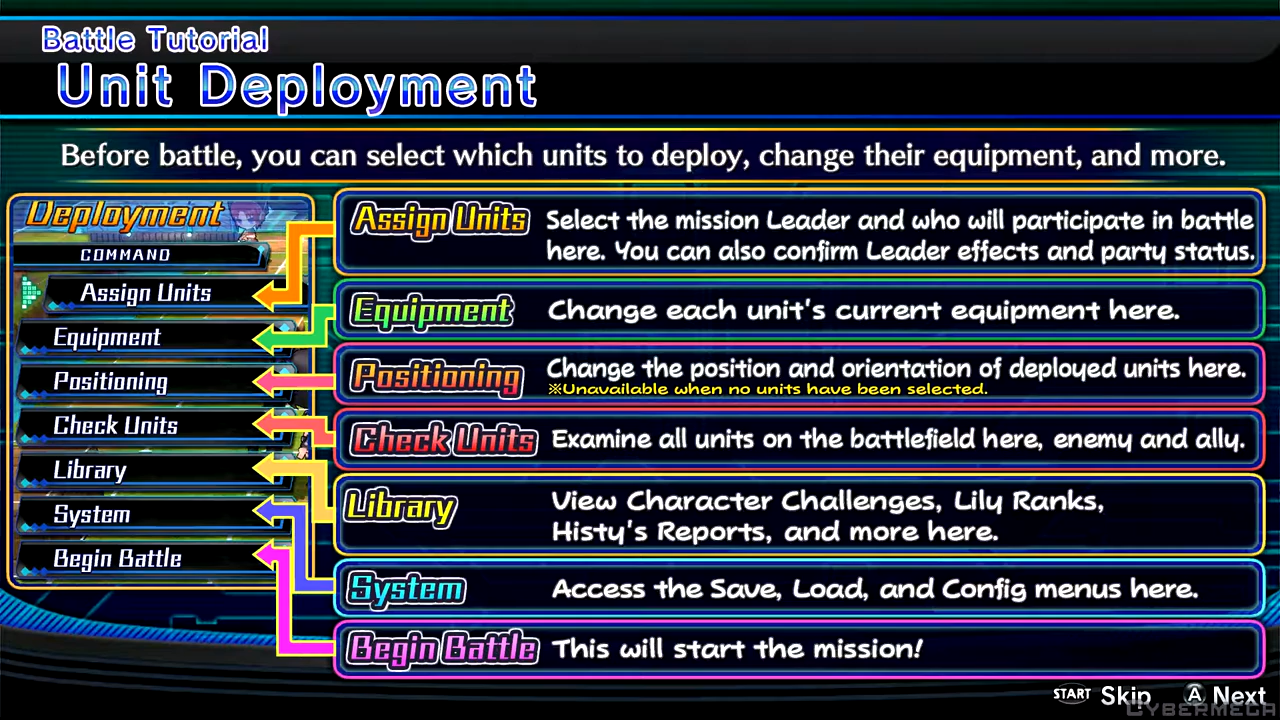 Battle Tutorial
Unit Deployment
Before battle, you can select which units to deploy, change their equipment, and more.
Deployment
COMMAND
Assign Units
Equipment
Positioning
Check Units
Library
System
Begin Battle
Assign Units
Select the mission Leader and who will participate in battle
here. You can also confirm Leader effects and party status.
Equipment
Change each unit's current equipment here.
Positioning
Change the position and orientation of deployed units here.
※Unavailable when no units have been selected.
Check Units
Examine all units on the battlefield here, enemy and ally.
Library
View Character Challenges, Lily Ranks,
Histy's Reports, and more here.
System
Access the Save, Load, and Config menus here.
Begin Battle
This will start the mission!
START Skip A Next
CYBERMEGA